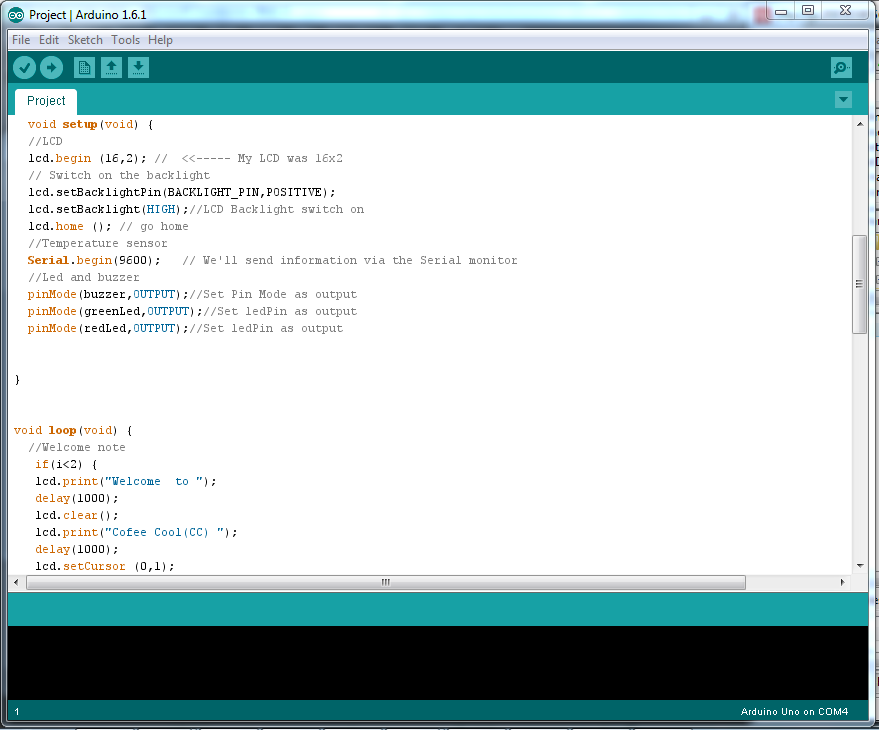 Project | Arduino 1.6.1
File Edit Sketch Tools Help
Project
void setup(void) {
//LCD
lcd.begin (16,2); //  <<----- My LCD was 16x2
// Switch on the backlight
lcd.setBacklightPin(BACKLIGHT_PIN,POSITIVE);
lcd.setBacklight(HIGH);//LCD Backlight switch on
lcd.home (); // go home
//Temperature sensor
Serial.begin(9600);   // We'll send information via the Serial monitor
//Led and buzzer
pinMode(buzzer,OUTPUT);//Set Pin Mode as output
pinMode(greenLed,OUTPUT);//Set ledPin as output
pinMode(redLed,OUTPUT);//Set ledPin as output
}
void loop(void) {
//Welcome note
if(i<2) {
lcd.print("Welcome  to ");
delay(1000);
lcd.clear();
lcd.print("Cofee Cool(CC) ");
delay(1000);
lcd.setCursor (0,1);
1
Arduino Uno on COM4